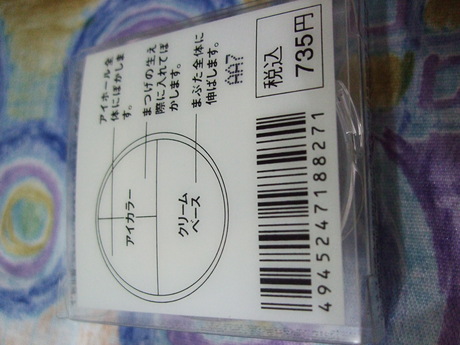 アイホール全
体にぼかしま
す。
まつげの生え
際に入れてぼ
かします。
まぶた全体に
伸ばします。
アイカラー
クリーム
ベース
AA7
税込
735円
4945247188271